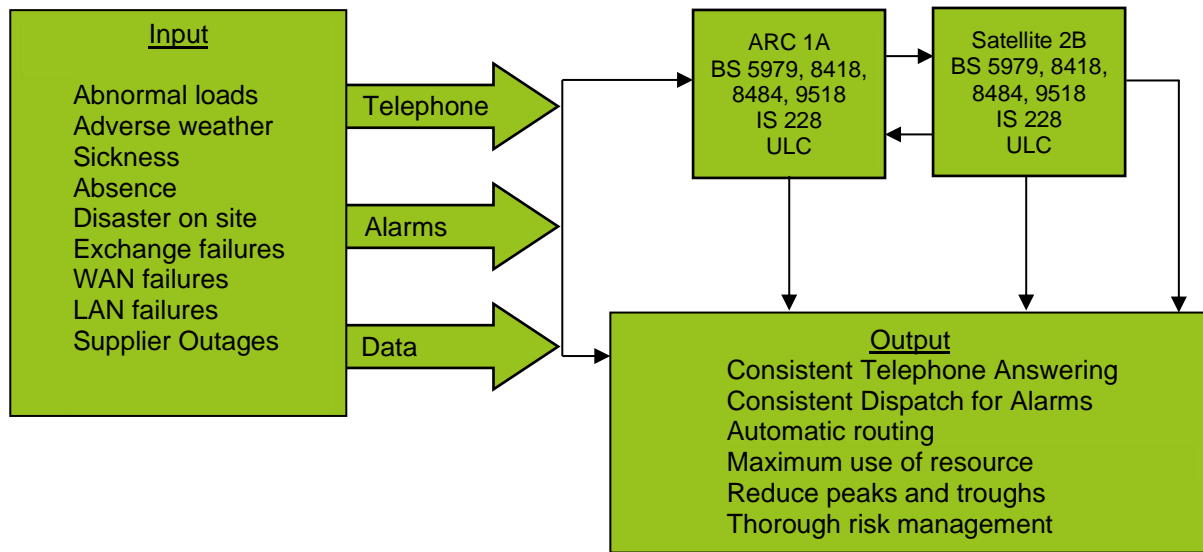 Input
Abnormal loads
Adverse weather
Sickness
Absence
Disaster on site
Exchange failures
WAN failures
LAN failures
Supplier Outages
Telephone
Alarms
Data
ARC 1A
BS 5979, 8418,
8484, 9518
IS 228
ULC
Satellite 2B
BS 5979, 8418,
8484, 9518
IS 228
ULC
Output
Consistent Telephone Answering
Consistent Dispatch for Alarms
Automatic routing
Maximum use of resource
Reduce peaks and troughs
Thorough risk management